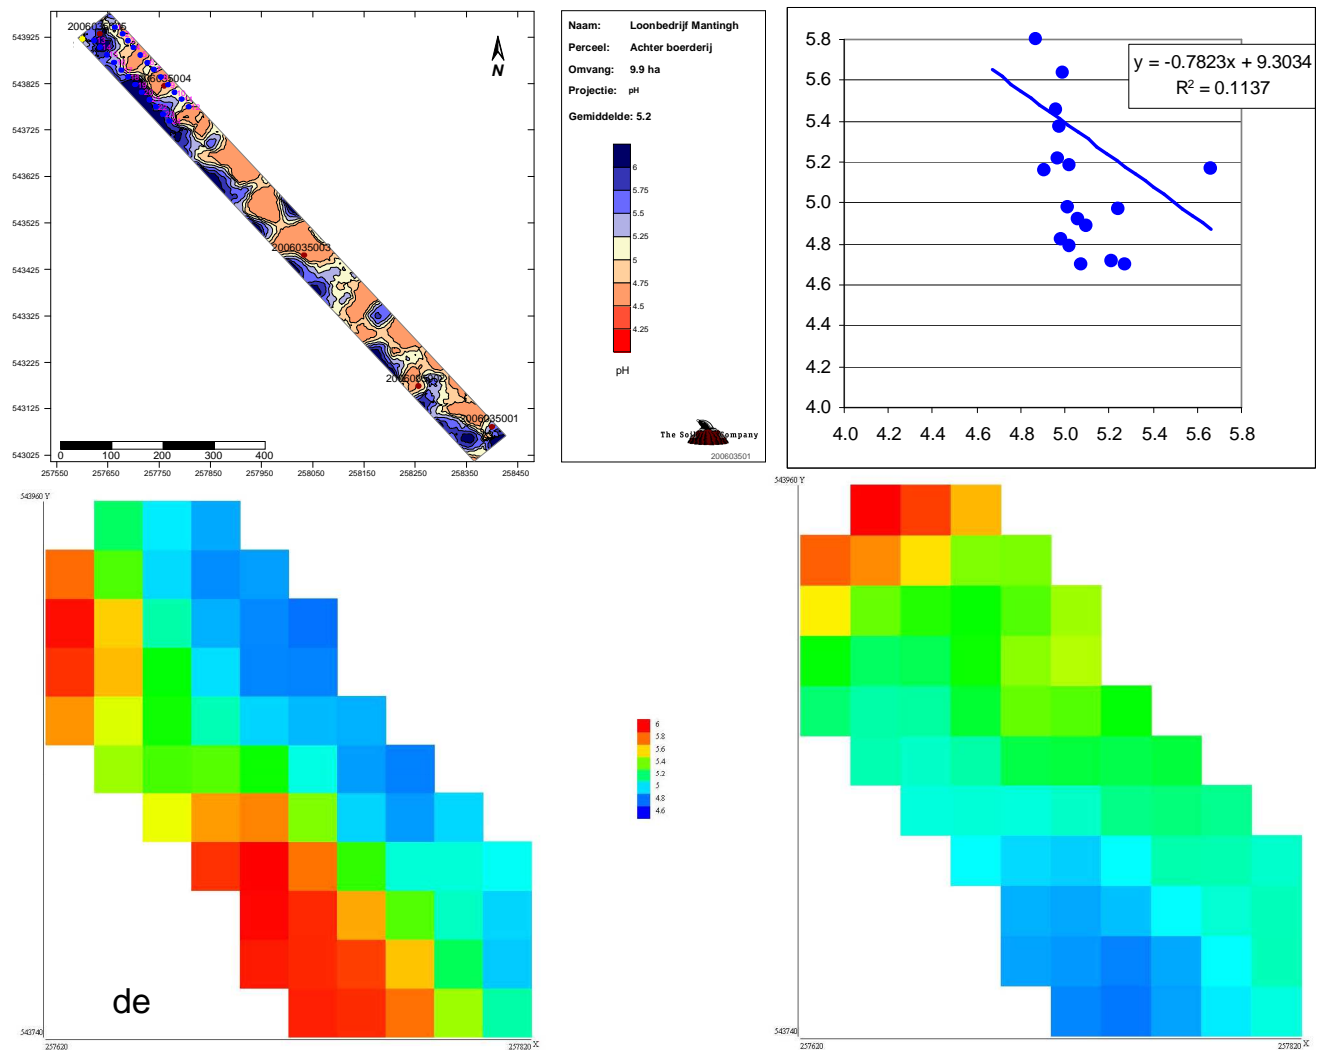 2006035005
2006035004
2006035003
2006035001
N
543925
543825
543725
543625
543525
543425
543325
543225
543125
543025
0 100 200 300 400
257550 257650 257750 257850 257950 258050 258150 258250 258350 258450
Naam: Loonbedrijf Mantingh
Perceel: Achter boerderij
Omvang: 9.9 ha
Projectie: pH
Gemiddelde: 5.2
6
5.75
5.5
5.25
5
4.75
4.5
4.25
pH
The Soil Company
200603501
y = -0.7823x + 9.3034
R² = 0.1137
5.8
5.6
5.4
5.2
5.0
4.8
4.6
4.4
4.2
4.0
4.0 4.2 4.4 4.6 4.8 5.0 5.2 5.4 5.6 5.8
543960 Y
543740
257620
257820 X
de
6
5.8
5.6
5.4
5.2
5
4.8
4.6
543960 Y
543740
257620
257820 X